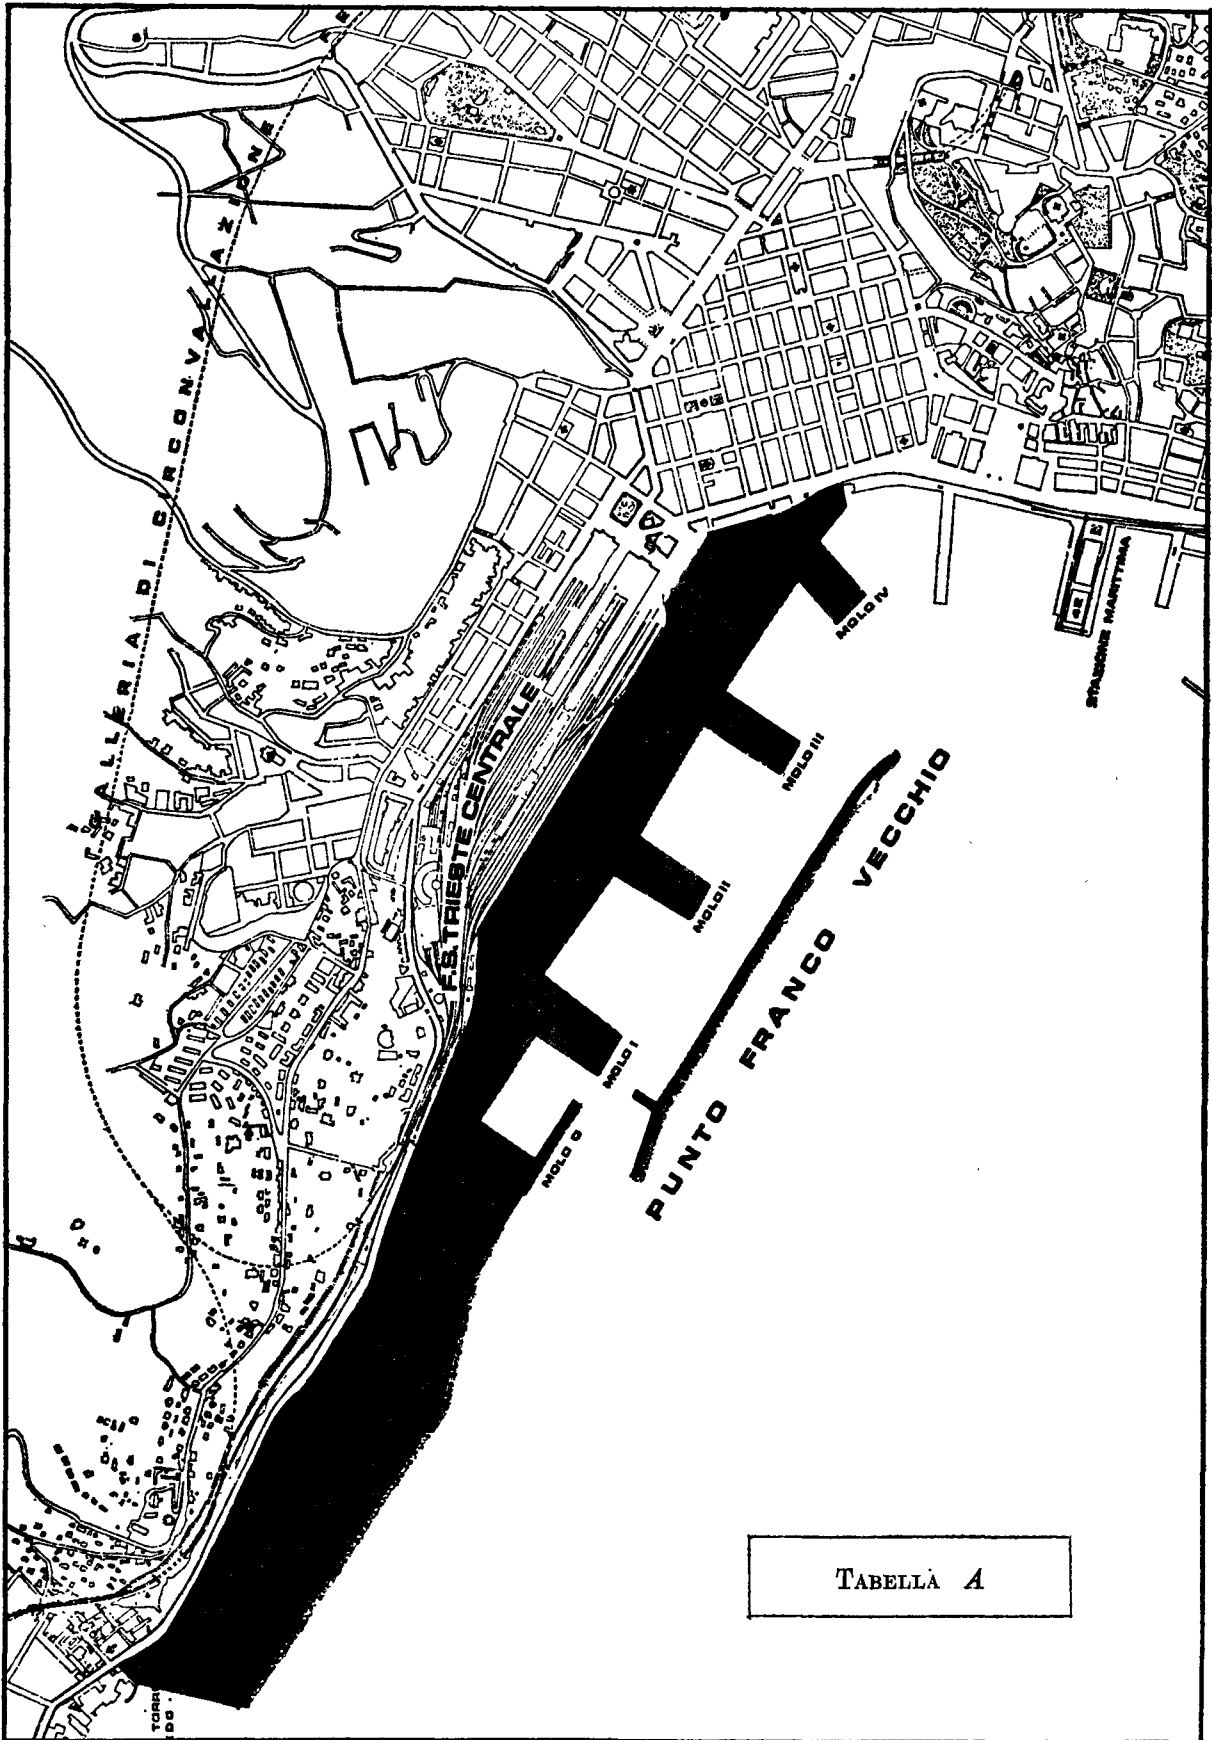 GALLERIA DI CIRCONVALLAZIONE
F.S. TRIESTE CENTRALE
MOLO IV
STAZIONE MARITTIMA
42
MOLO III
MOLO II
MOLO I
MOLO 0
PUNTO FRANCO VECCHIO
TABELLA A